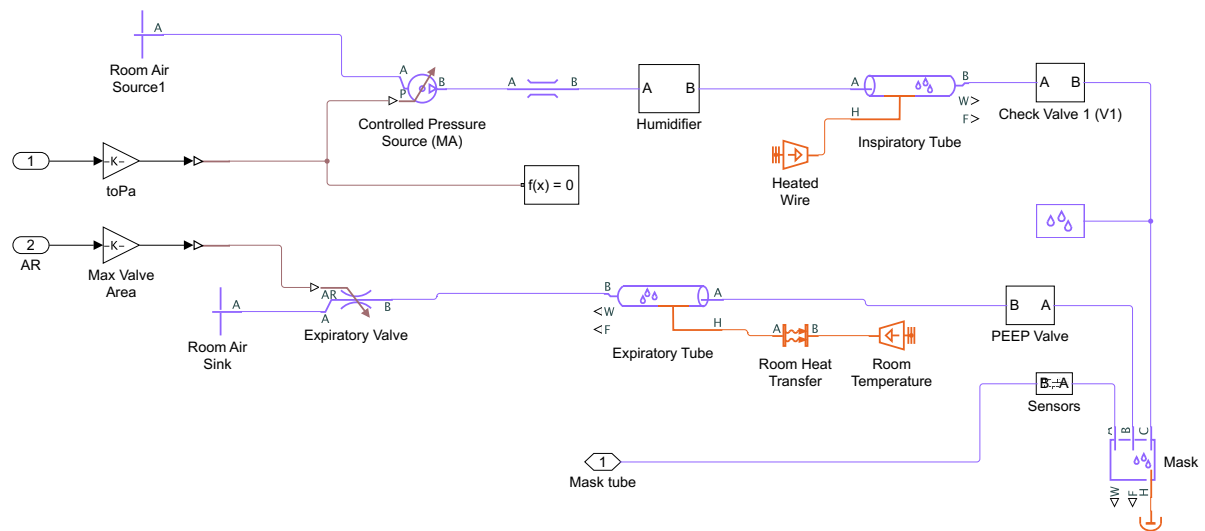 A
Room Air
Source1
A
B
P
Controlled Pressure
Source (MA)
A
B
A
B
Humidifier
A
B
H
W
F
Inspiratory Tube
A
B
Check Valve 1 (V1)
Heated
Wire
1
-K-
toPa
f(x) = 0
2
AR
-K-
Max Valve
Area
A
Room Air
Sink
AR
A
B
Expiratory Valve
B
A
W
F
H
Expiratory Tube
A
B
Room Heat
Transfer
Room
Temperature
B
A
PEEP Valve
B
A
Sensors
1
Mask tube
A
B
C
W
F
H
Mask